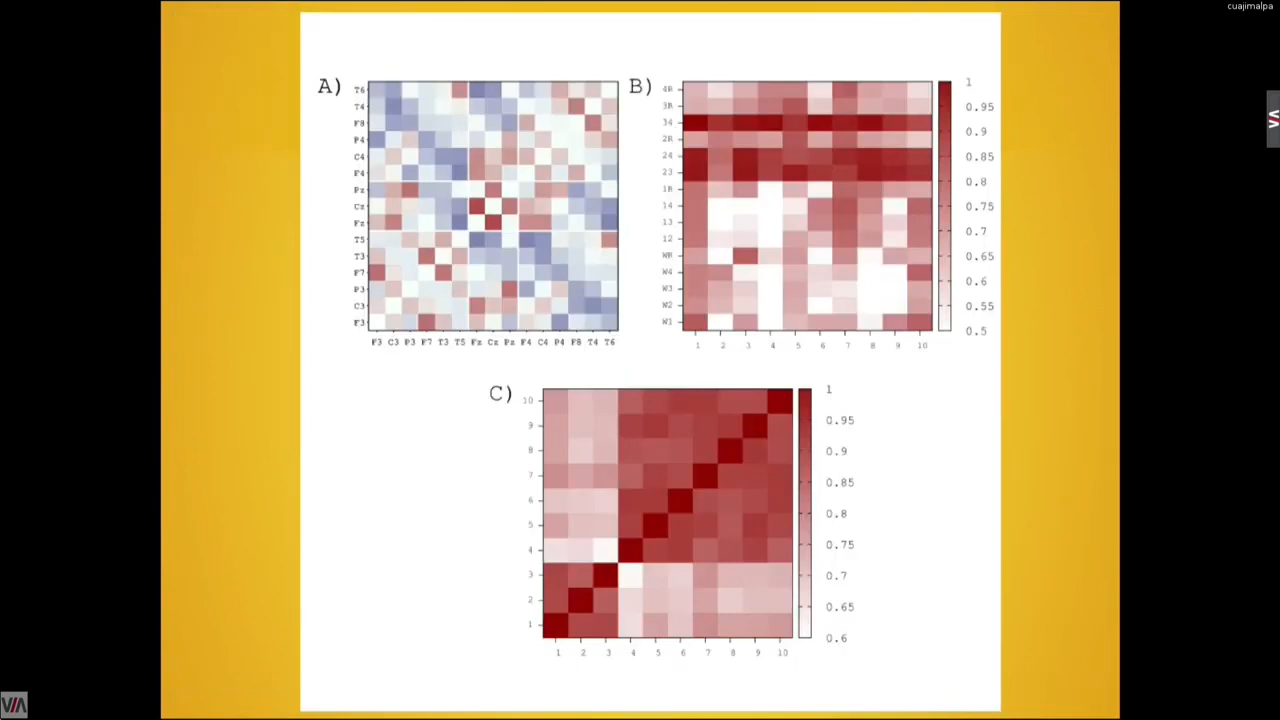 cuajimalpa
A)
T6
T4
F8
P4
C4
F4
Pz
Cz
Fz
T5
T3
F7
P3
C3
F3
F3 C3 P3 F7 T3 T5 Fz Cz Pz F4 C4 P4 F8 T4 T6
B)
4R
3R
34
2R
24
23
1R
14
13
12
WR
W4
W3
W2
W1
1 2 3 4 5 6 7 8 9 10
1
0.95
0.9
0.85
0.8
0.75
0.7
0.65
0.6
0.55
0.5
C)
10
9
8
7
6
5
4
3
2
1
1 2 3 4 5 6 7 8 9 10
1
0.95
0.9
0.85
0.8
0.75
0.7
0.65
0.6
VIA
VIA